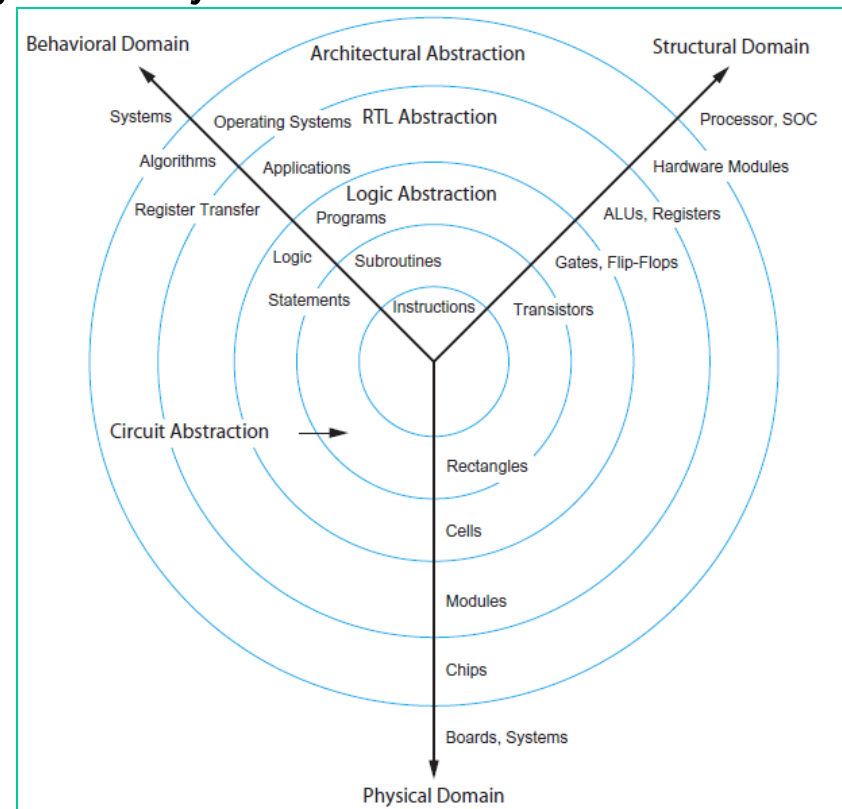 Behavioral Domain
Structural Domain
Architectural Abstraction
Systems
Operating Systems
RTL Abstraction
Processor, SOC
Algorithms
Applications
Hardware Modules
Logic Abstraction
Register Transfer
Programs
ALUs, Registers
Logic
Subroutines
Gates, Flip-Flops
Statements
Instructions
Transistors
Circuit Abstraction
Rectangles
Cells
Modules
Chips
Boards, Systems
Physical Domain